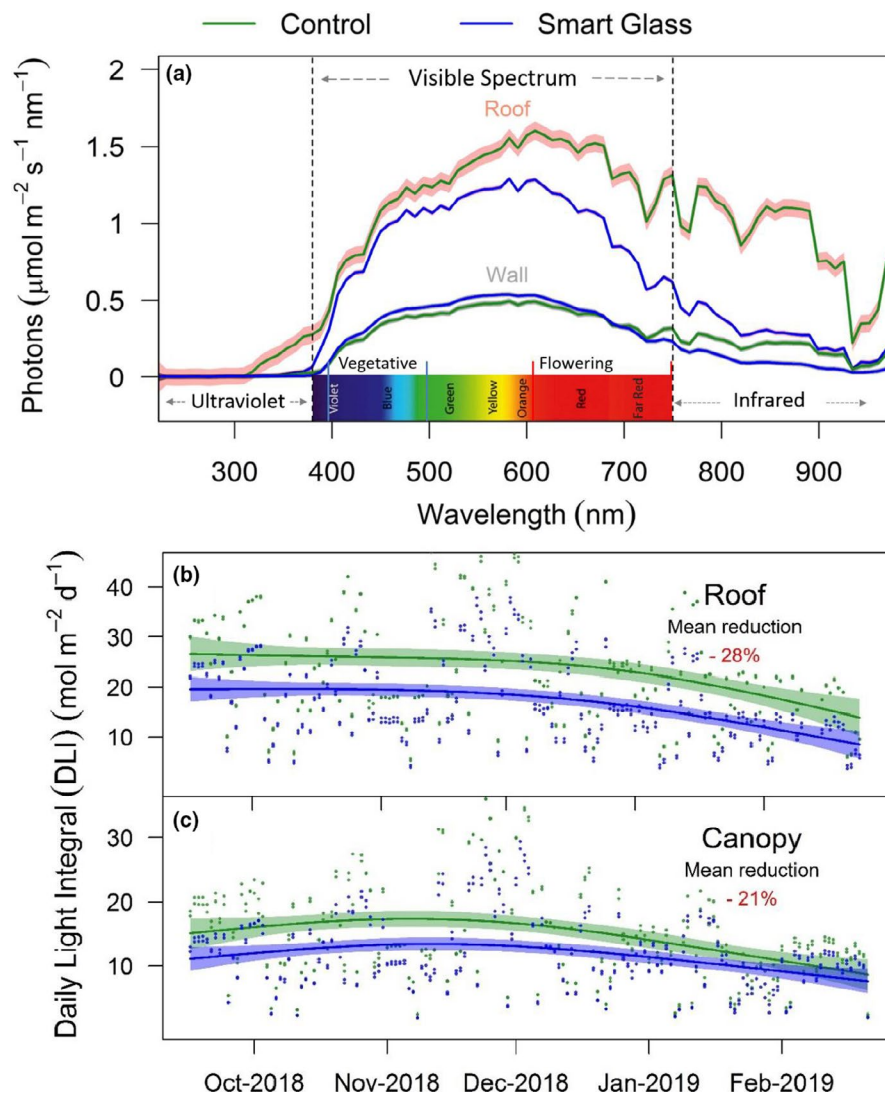 Control Smart Glass
(a)
Visible Spectrum
Roof
Wall
Vegetative Flowering
Ultraviolet Violet Blue Green Yellow Orange Red Far Red Infrared
Photons (μmol m−2 s−1 nm−1)
2
1.5
1
0.5
0
300 400 500 600 700 800 900
Wavelength (nm)
Daily Light Integral (DLI) (mol m−2 d−1)
(b)
Roof
Mean reduction
- 28%
40
30
20
10
(c)
Canopy
Mean reduction
- 21%
30
20
10
Oct-2018 Nov-2018 Dec-2018 Jan-2019 Feb-2019